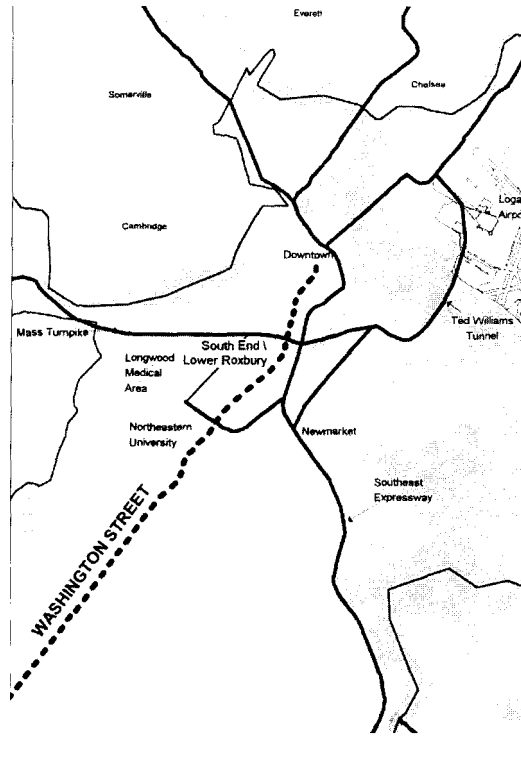 Everett
Chelsea
Somerville
Cambridge
Downtown
Mass Turnpike
South End \
Lower Roxbury
Ted Williams
Tunnel
Longwood
Medical
Area
Northeastern
University
Newmarket
Southeast
Expressway
WASHINGTON STREET